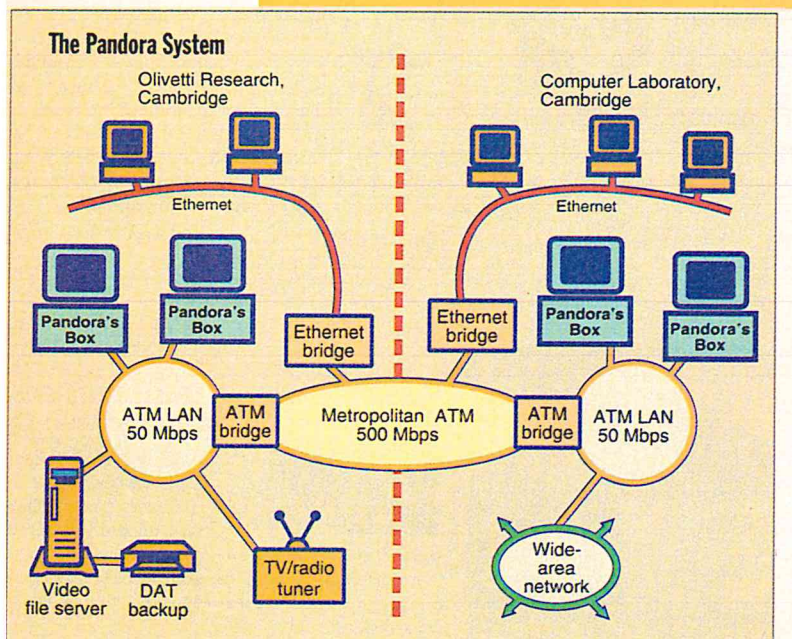 The Pandora System
Olivetti Research,
Cambridge
Computer Laboratory,
Cambridge
Ethernet
Ethernet
Pandora's
Box
Pandora's
Box
Ethernet
bridge
Ethernet
bridge
Pandora's
Box
Pandora's
Box
ATM LAN
50 Mbps
ATM
bridge
Metropolitan ATM
500 Mbps
ATM
bridge
ATM LAN
50 Mbps
Video
file server
DAT
backup
TV/radio
tuner
Wide-
area
network